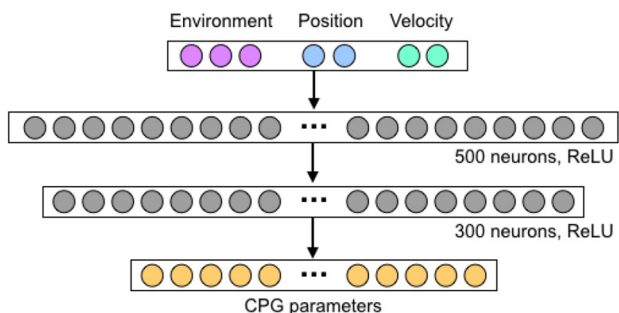 Environment Position Velocity
...
500 neurons, ReLU
...
300 neurons, ReLU
...
CPG parameters